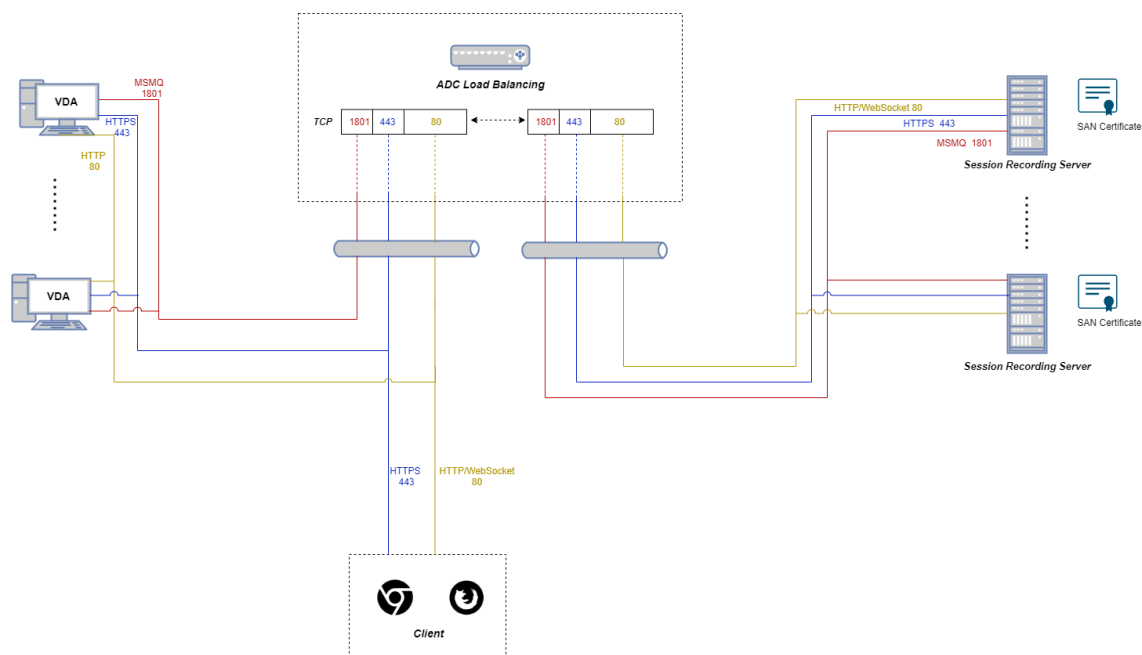 ADC Load Balancing
TCP
1801 443 80
1801 443 80
VDA
MSMQ
1801
HTTPS
443
HTTP
80
VDA
HTTP/WebSocket 80
HTTPS 443
MSMQ 1801
SAN Certificate
Session Recording Server
SAN Certificate
Session Recording Server
HTTPS
443
HTTP/WebSocket
80
Client